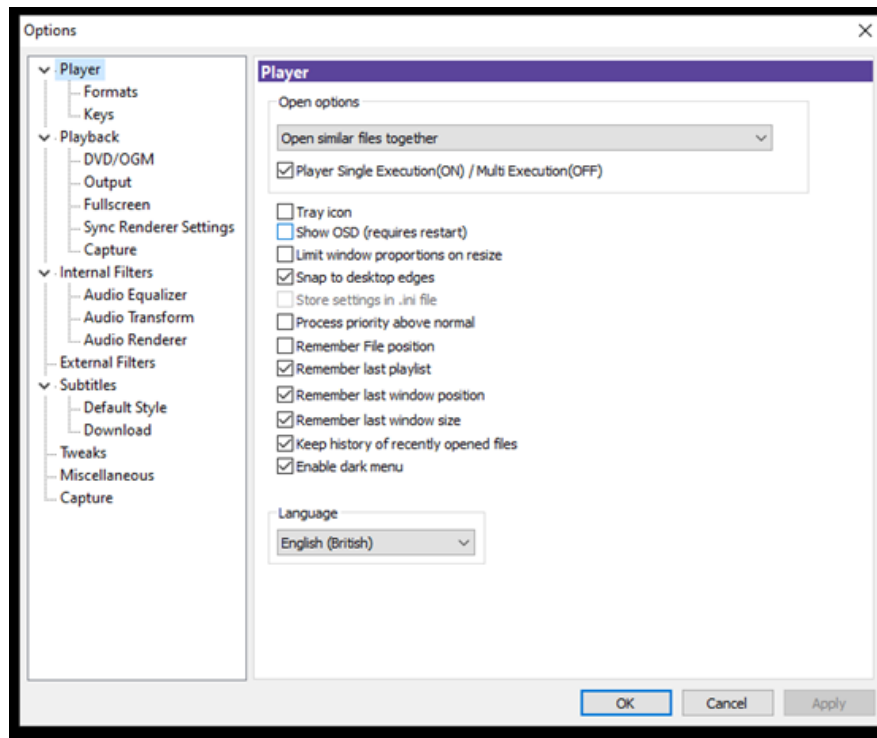 Options
Player
Formats
Keys
Playback
DVD/OGM
Output
Fullscreen
Sync Renderer Settings
Capture
Internal Filters
Audio Equalizer
Audio Transform
Audio Renderer
External Filters
Subtitles
Default Style
Download
Tweaks
Miscellaneous
Capture
Player
Open options
Open similar files together
Player Single Execution(ON) / Multi Execution(OFF)
Tray icon
Show OSD (requires restart)
Limit window proportions on resize
Snap to desktop edges
Store settings in .ini file
Process priority above normal
Remember File position
Remember last playlist
Remember last window position
Remember last window size
Keep history of recently opened files
Enable dark menu
Language
English (British)
OK Cancel Apply